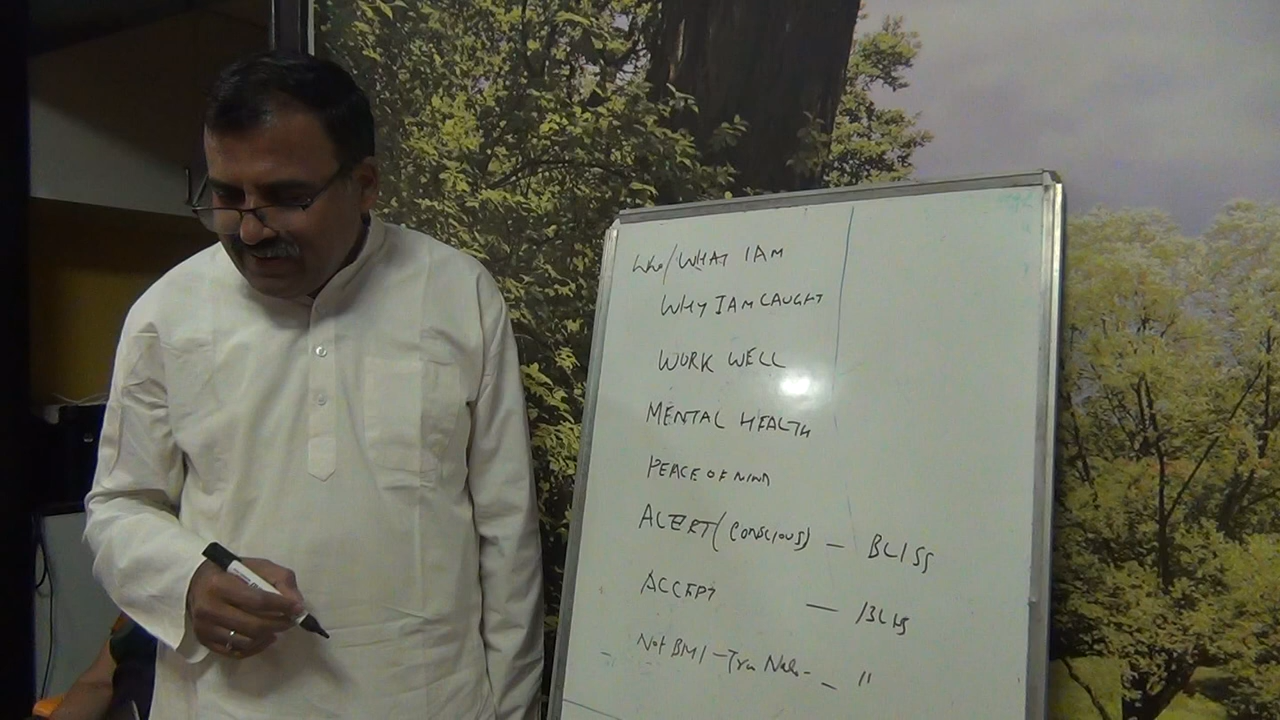 Who/WHAT I AM
WHY I AM CAUGHT
WORK WELL
MENTAL HEALTH
PEACE OF MIND
ALERT (CONSCIOUS) — BLISS
ACCEPT — BLISS
Not BMI - — "